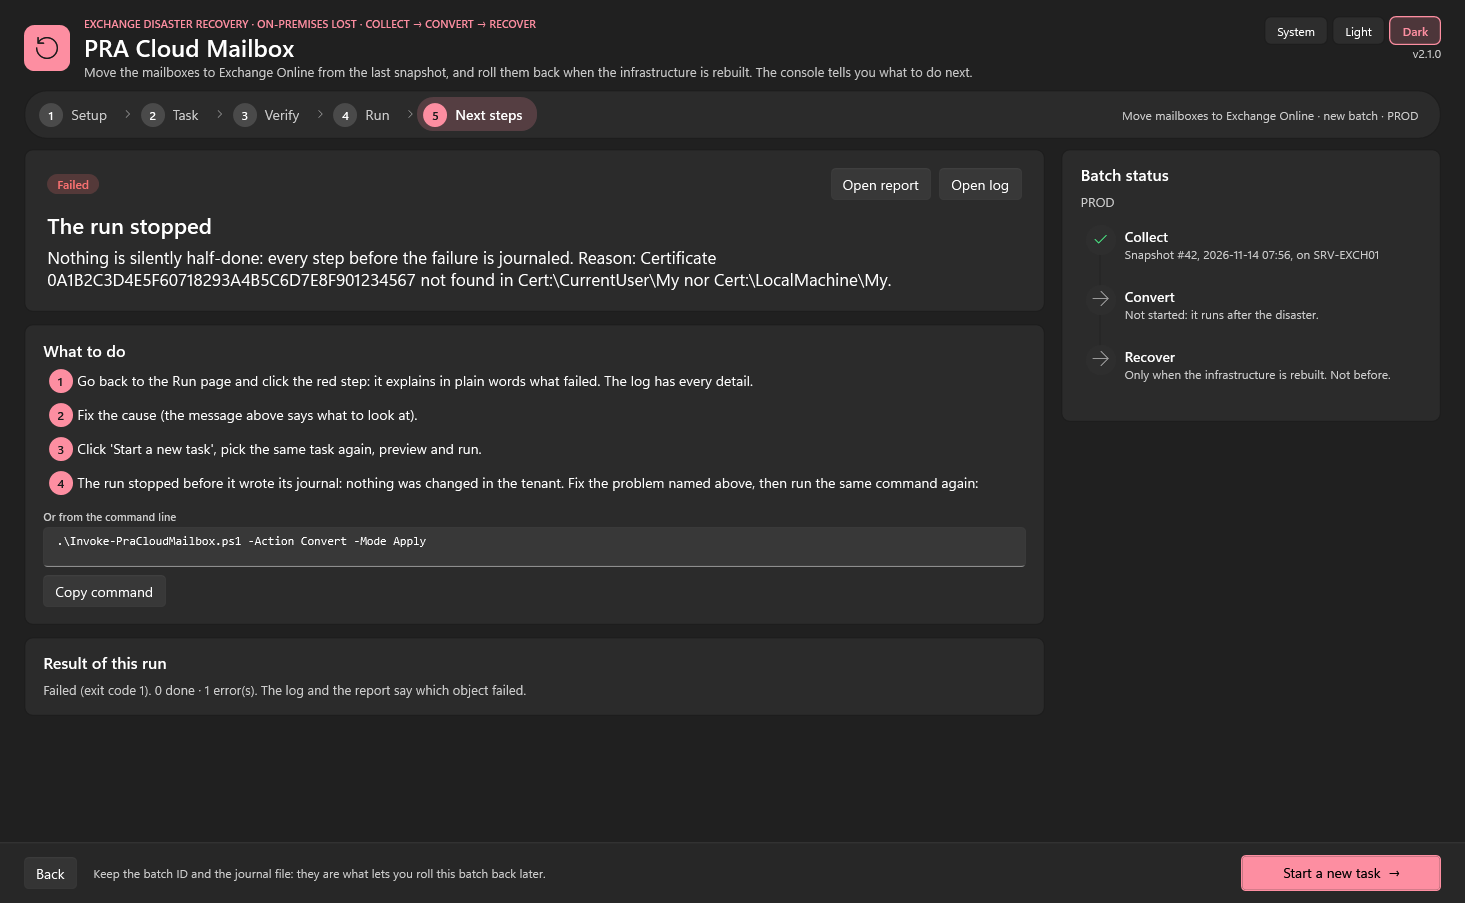 EXCHANGE DISASTER RECOVERY · ON-PREMISES LOST · COLLECT → CONVERT → RECOVER
PRA Cloud Mailbox
Move the mailboxes to Exchange Online from the last snapshot, and roll them back when the infrastructure is rebuilt. The console tells you what to do next.
System
Light
Dark
v2.1.0
1 Setup
2 Task
3 Verify
4 Run
5 Next steps
Move mailboxes to Exchange Online · new batch · PROD
Failed
Open report
Open log
The run stopped
Nothing is silently half-done: every step before the failure is journaled. Reason: Certificate
0A1B2C3D4E5F60718293A4B5C6D7E8F901234567 not found in Cert:\CurrentUser\My nor Cert:\LocalMachine\My.
What to do
1 Go back to the Run page and click the red step: it explains in plain words what failed. The log has every detail.
2 Fix the cause (the message above says what to look at).
3 Click 'Start a new task', pick the same task again, preview and run.
4 The run stopped before it wrote its journal: nothing was changed in the tenant. Fix the problem named above, then run the same command again:
Or from the command line
.\Invoke-PraCloudMailbox.ps1 -Action Convert -Mode Apply
Copy command
Result of this run
Failed (exit code 1). 0 done · 1 error(s). The log and the report say which object failed.
Batch status
PROD
Collect
Snapshot #42, 2026-11-14 07:56, on SRV-EXCH01
Convert
Not started: it runs after the disaster.
Recover
Only when the infrastructure is rebuilt. Not before.
Back
Keep the batch ID and the journal file: they are what lets you roll this batch back later.
Start a new task →